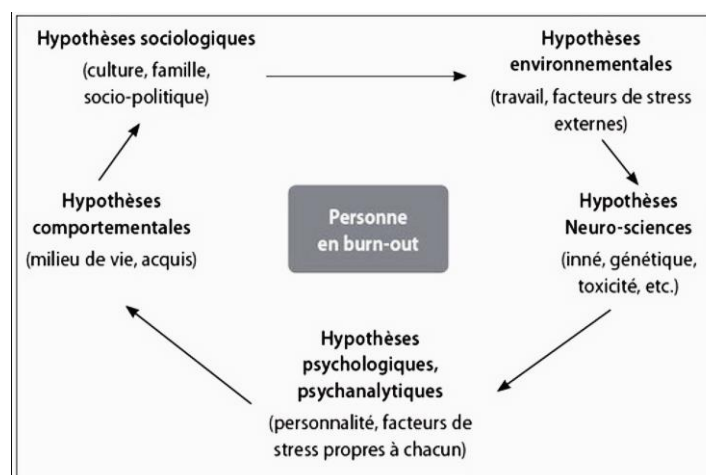 Hypothèses sociologiques
(culture, famille,
socio-politique)
Hypothèses
environnementales
(travail, facteurs de stress
externes)
Hypothèses
Neuro-sciences
(inné, génétique,
toxicité, etc.)
Hypothèses
psychologiques,
psychanalytiques
(personnalité, facteurs de
stress propres à chacun)
Hypothèses
comportementales
(milieu de vie, acquis)
Personne
en burn-out